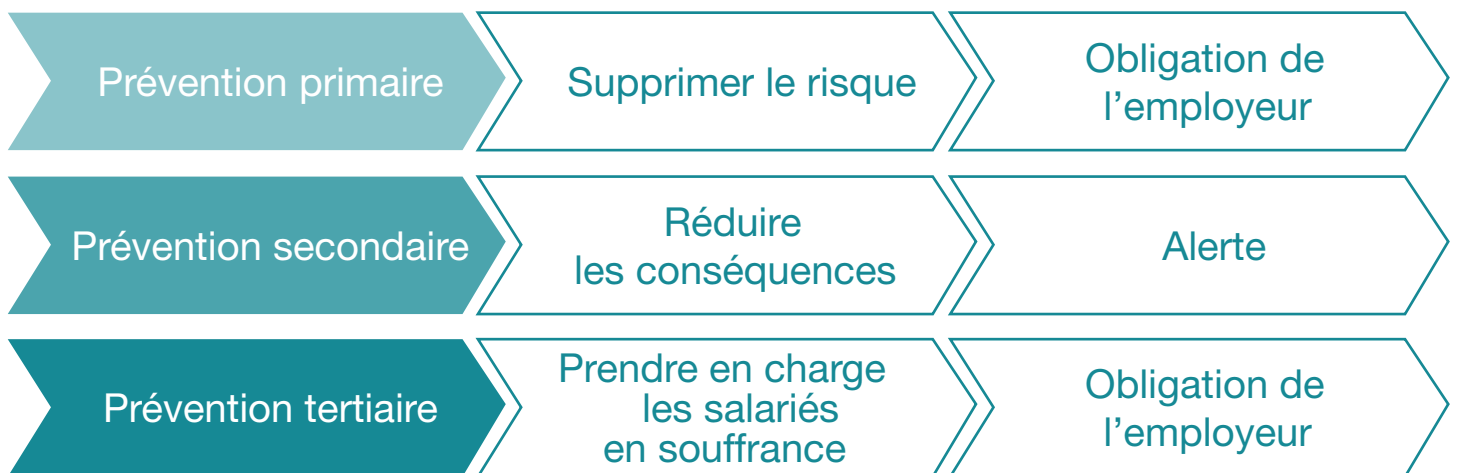 Prévention primaire
Supprimer le risque
Obligation de
l’employeur
Prévention secondaire
Réduire
les conséquences
Alerte
Prévention tertiaire
Prendre en charge
les salariés
en souffrance
Obligation de
l’employeur